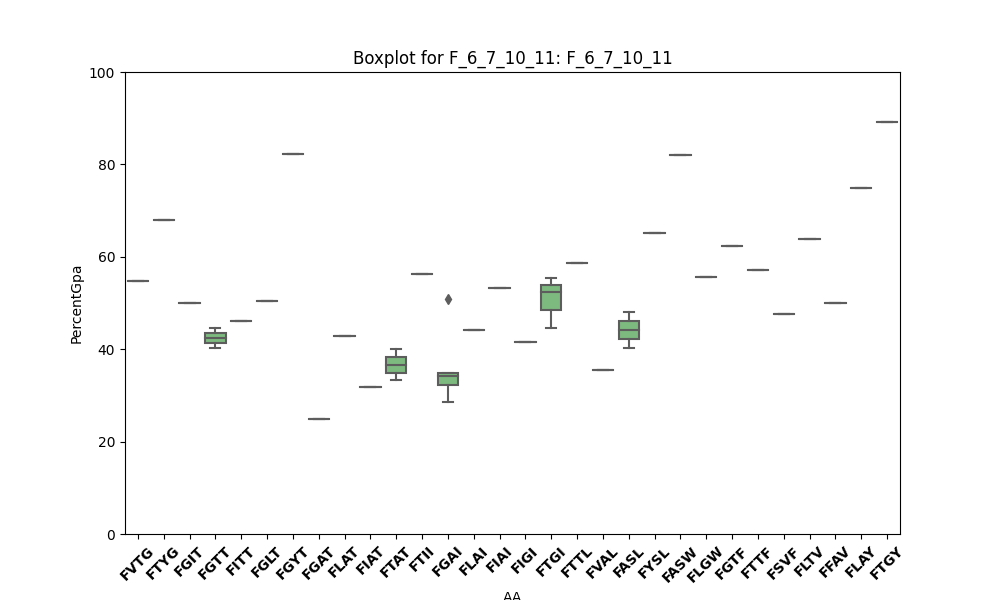 Boxplot for F_6_7_10_11: F_6_7_10_11
100
80
60
40
20
0
PercentGpa
FVTG FTYG FGIT FGTT FITT FGLT FGYT FGAT FLAT FIAT FTAT FTII FGAI FLAI FIAI FIGI FTGI FTTL FVAL FASL FYSL FASW FLGW FGTF FTTF FSVF FLTV FFAV FLAY FTGY
AA